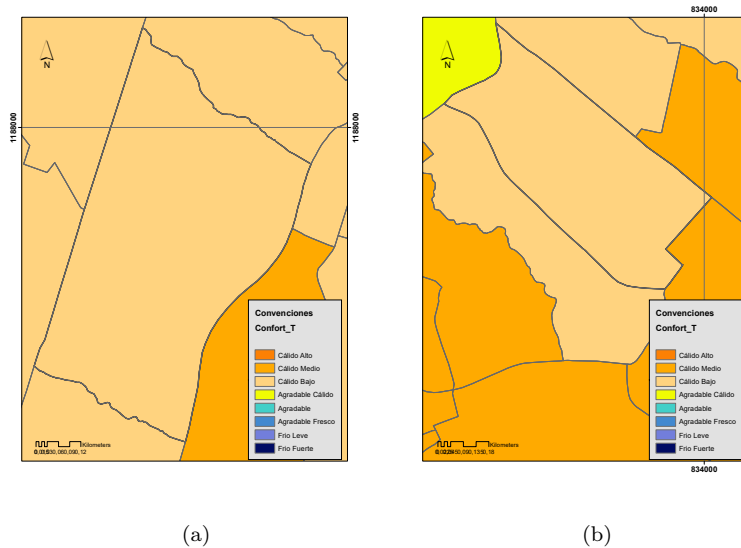 834000
N
N
1188000
1188000
Convenciones
Confort_T
Cálido Alto
Cálido Medio
Cálido Bajo
Agradable Cálido
Agradable
Agradable Fresco
Frio Leve
Frio Fuerte
Kilometers
Convenciones
Confort_T
Cálido Alto
Cálido Medio
Cálido Bajo
Agradable Cálido
Agradable
Agradable Fresco
Frio Leve
Frio Fuerte
Kilometers
834000
(a)
(b)